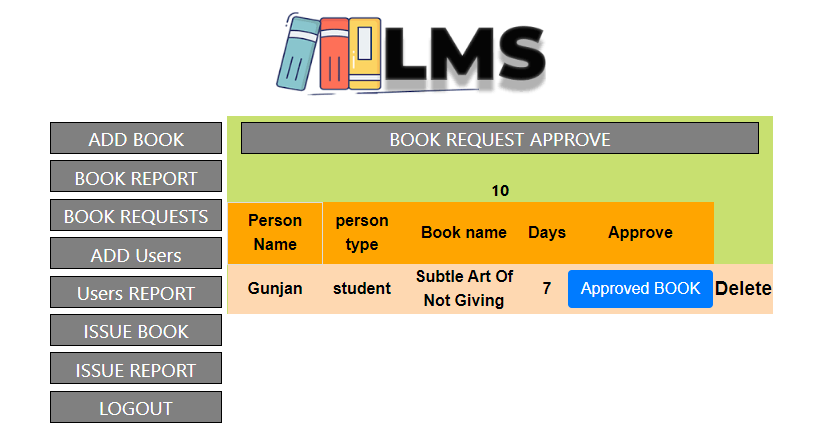 LMS
ADD BOOK
BOOK REPORT
BOOK REQUESTS
ADD Users
Users REPORT
ISSUE BOOK
ISSUE REPORT
LOGOUT
BOOK REQUEST APPROVE
10
Person Name person type Book name Days Approve
Gunjan student Subtle Art Of Not Giving 7 Approved BOOK Delete